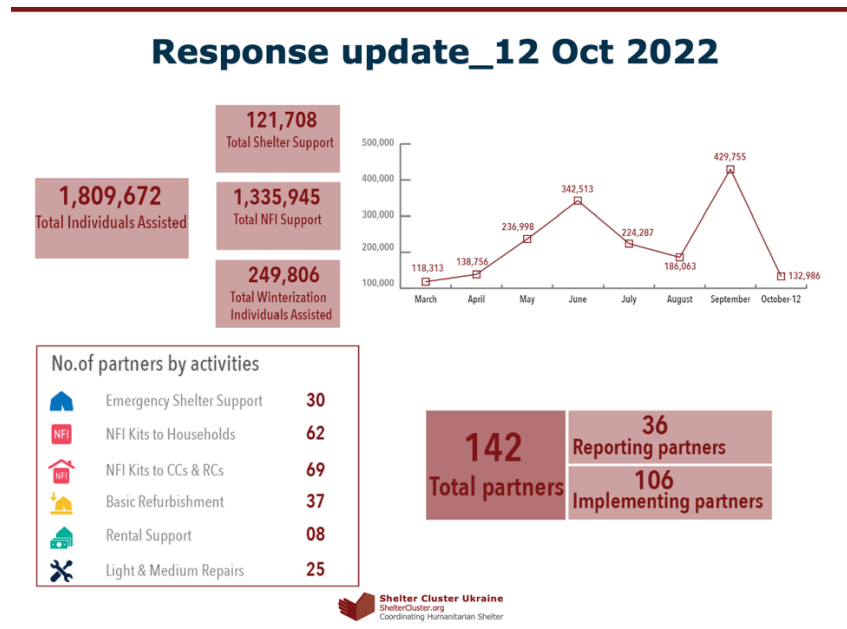 Response update_12 Oct 2022
1,809,672
Total Individuals Assisted
121,708
Total Shelter Support
1,335,945
Total NFI Support
249,806
Total Winterization
Individuals Assisted
500,000
400,000
300,000
200,000
100,000
118,313
138,756
236,998
342,513
224,287
186,063
429,755
132,986
March
April
May
June
July
August
September
October-12
No.of partners by activities
Emergency Shelter Support 30
NFI NFI Kits to Households 62
NFI NFI Kits to CCs & RCs 69
Basic Refurbishment 37
Rental Support 08
Light & Medium Repairs 25
142
Total partners
36
Reporting partners
106
Implementing partners
Shelter Cluster Ukraine
ShelterCluster.org
Coordinating Humanitarian Shelter